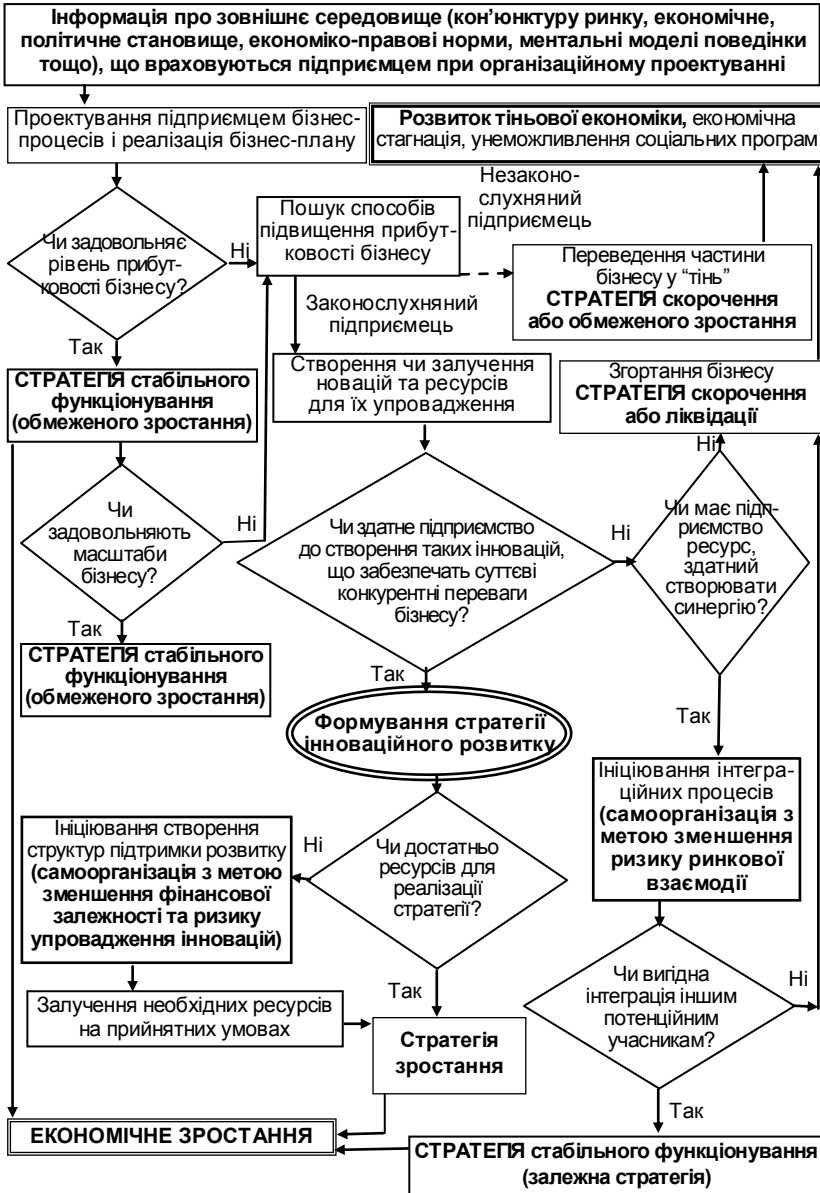 Інформація про зовнішнє середовище (кон’юнктуру ринку, економічне,
політичне становище, економіко-правові норми, ментальні моделі поведінки
тощо), що враховуються підприємцем при організаційному проектуванні
Проектування підприємцем бізнес-
процесів і реалізація бізнес-плану
Розвиток тіньової економіки, економічна
стагнація, унеможливлення соціальних програм
Незаконо-
слухняний
підприємець
Чи задовольняє
рівень прибут-
ковості бізнесу?
Ні
Пошук способів
підвищення прибут-
ковості бізнесу
Переведення частини
бізнесу у “тінь”
СТРАТЕГІЯ скорочення
або обмеженого зростання
Законослухняний
підприємець
Так
СТРАТЕГІЯ стабільного
функціонування
(обмеженого зростання)
Створення чи залучення
новацій та ресурсів
для їх упровадження
Згортання бізнесу
СТРАТЕГІЯ скорочення
або ліквідації
Ні
Чи
задовольняють
масштаби
бізнесу?
Ні
Чи здатне підприємство
до створення таких інновацій,
що забезпечать суттєві
конкурентні переваги
бізнесу?
Ні
Чи має підп-
риємство
ресурс,
здатний
створювати
синергію?
Так
СТРАТЕГІЯ стабільного
функціонування
(обмеженого зростання)
Так
Формування стратегії
інноваційного розвитку
Так
Ініціювання інтегра-
ційних процесів
(самоорганізація з
метою зменшення
ризику ринкової
взаємодії
Ініціювання створення
структур підтримки розвитку
(самоорганізація з метою
зменшення фінансової
залежності та ризику
упровадження інновацій)
Ні
Чи достатньо
ресурсів для
реалізації
стратегії?
Чи вигідна
інтеграція іншим
потенційним
учасникам?
Ні
Залучення необхідних ресурсів
на прийнятних умовах
Так
Стратегія
зростання
Так
ЕКОНОМІЧНЕ ЗРОСТАННЯ
СТРАТЕГІЯ стабільного функціонування
(залежна стратегія)